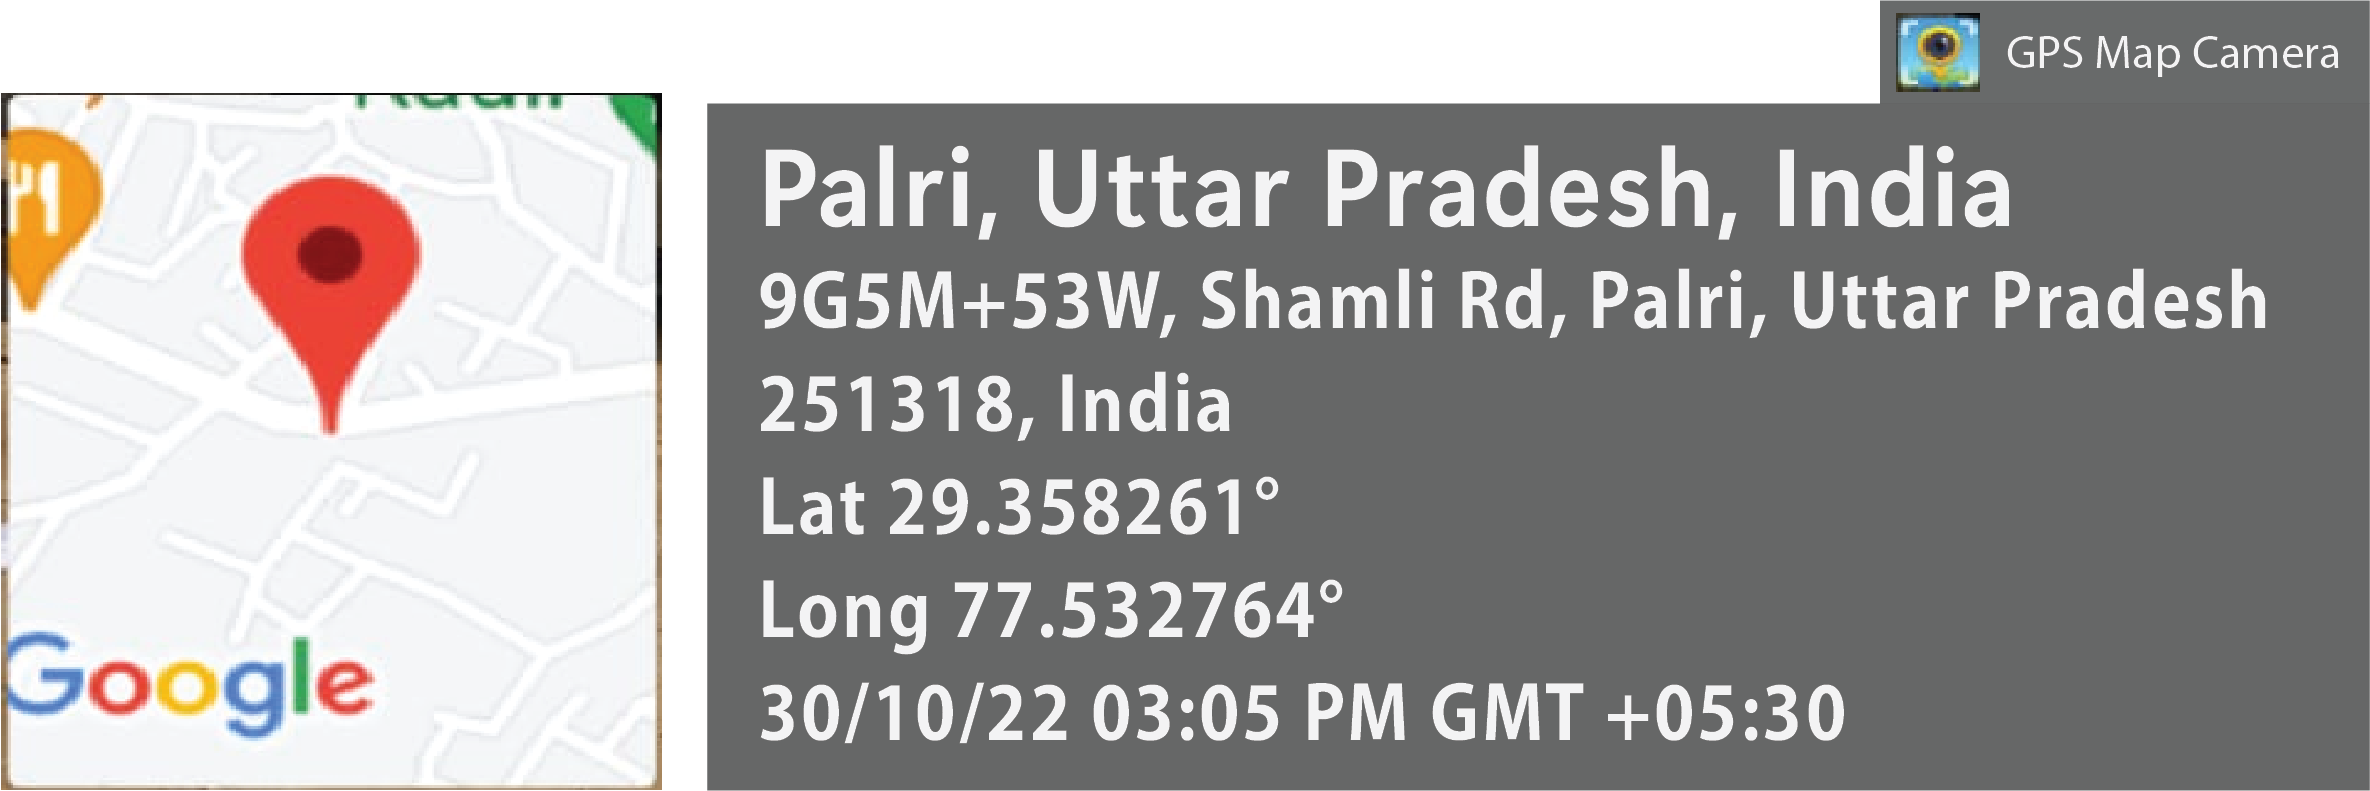 GPS Map Camera
Palri, Uttar Pradesh, India
9G5M+53W, Shamli Rd, Palri, Uttar Pradesh
251318, India
Lat 29.358261°
Long 77.532764°
30/10/22 03:05 PM GMT +05:30
Google